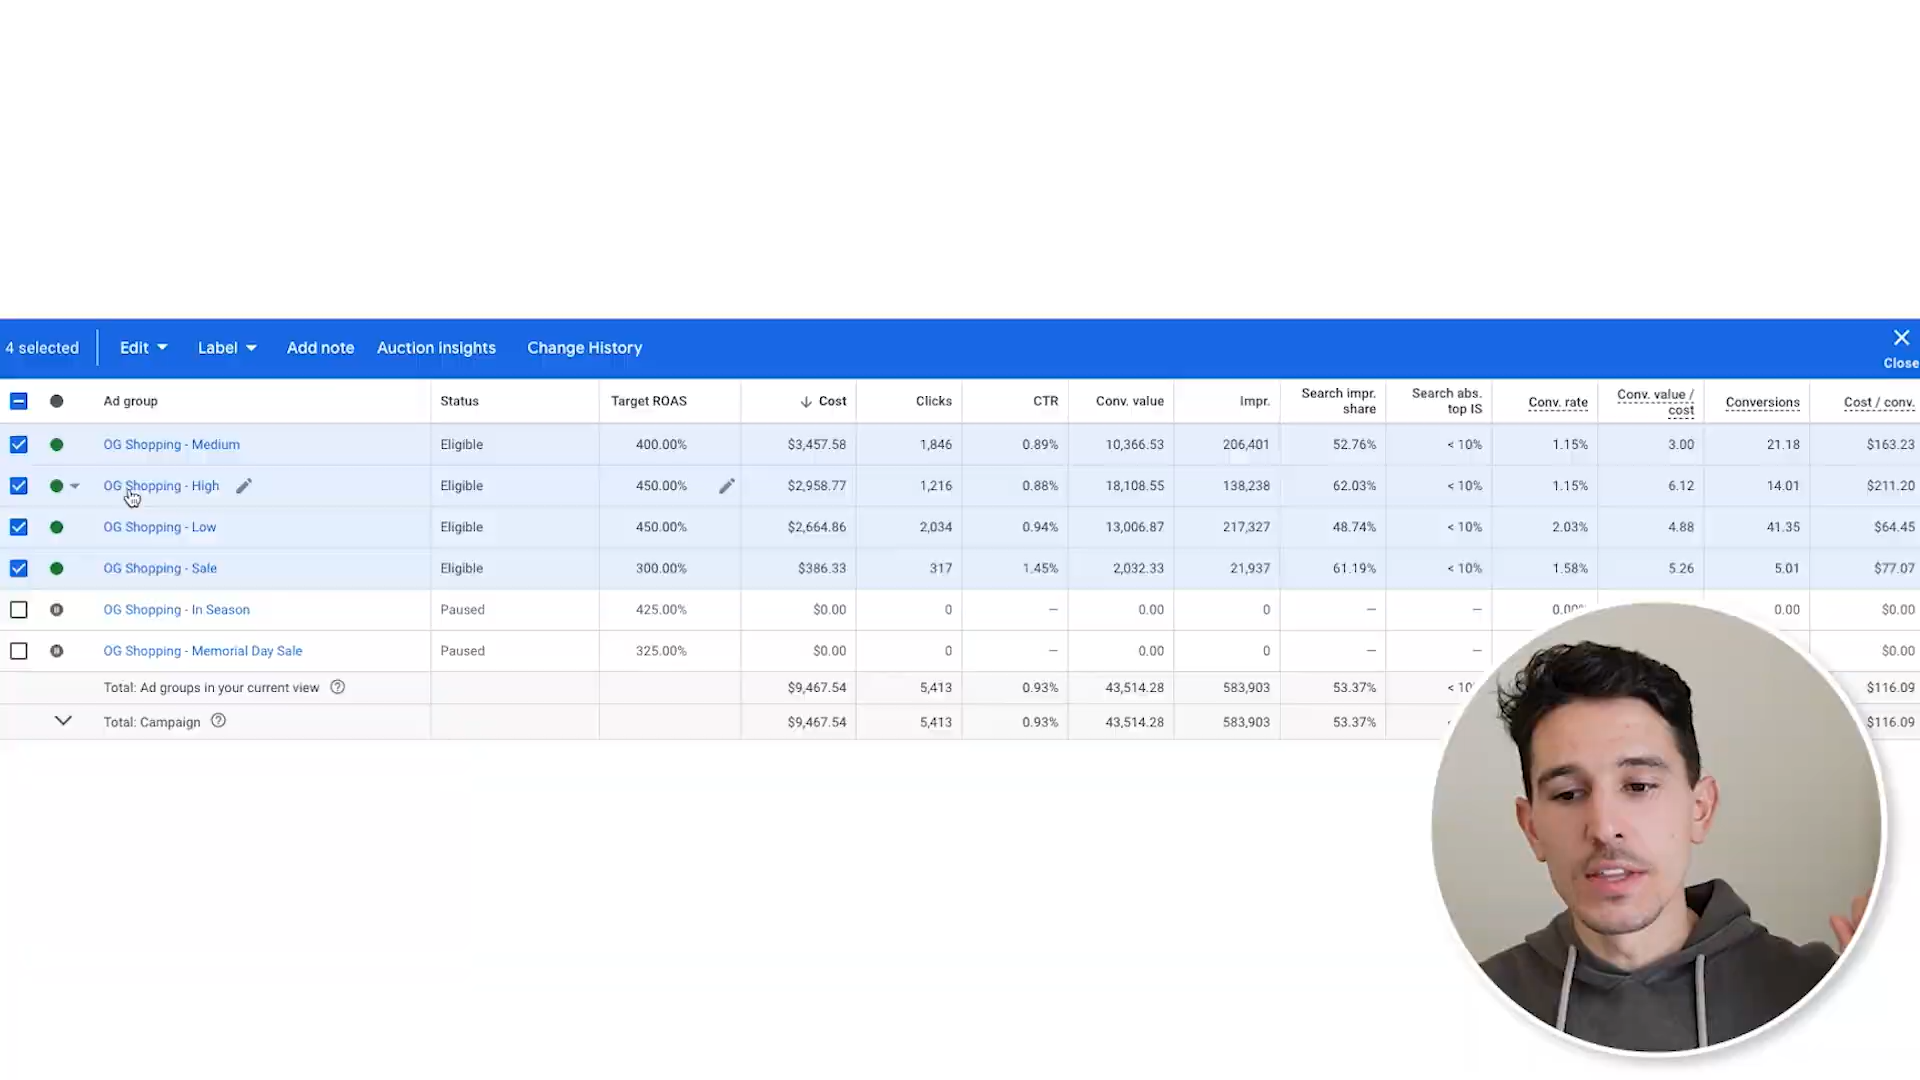 4 selected Edit Label Add note Auction insights Change History Close
Ad group Status Target ROAS Cost Clicks CTR Conv. value Impr. Search impr. share Search abs. top IS Conv. rate Conv. value / cost Conversions Cost / conv.
OG Shopping - Medium Eligible 400.00% $3,457.58 1,846 0.89% 10,366.53 206,401 52.76% < 10% 1.15% 3.00 21.18 $163.23
OG Shopping - High Eligible 450.00% $2,958.77 1,216 0.88% 18,108.55 138,238 62.03% < 10% 1.15% 6.12 14.01 $211.20
OG Shopping - Low Eligible 450.00% $2,664.86 2,034 0.94% 13,006.87 217,327 48.74% < 10% 2.03% 4.88 41.35 $64.45
OG Shopping - Sale Eligible 300.00% $386.33 317 1.45% 2,032.33 21,937 61.19% < 10% 1.58% 5.26 5.01 $77.07
OG Shopping - In Season Paused 425.00% $0.00 0 — 0.00 0 — — 0.00% 0.00 $0.00
OG Shopping - Memorial Day Sale Paused 325.00% $0.00 0 — 0.00 0 — — $0.00
Total: Ad groups in your current view $9,467.54 5,413 0.93% 43,514.28 583,903 53.37% < 10 $116.09
Total: Campaign $9,467.54 5,413 0.93% 43,514.28 583,903 53.37% $116.09